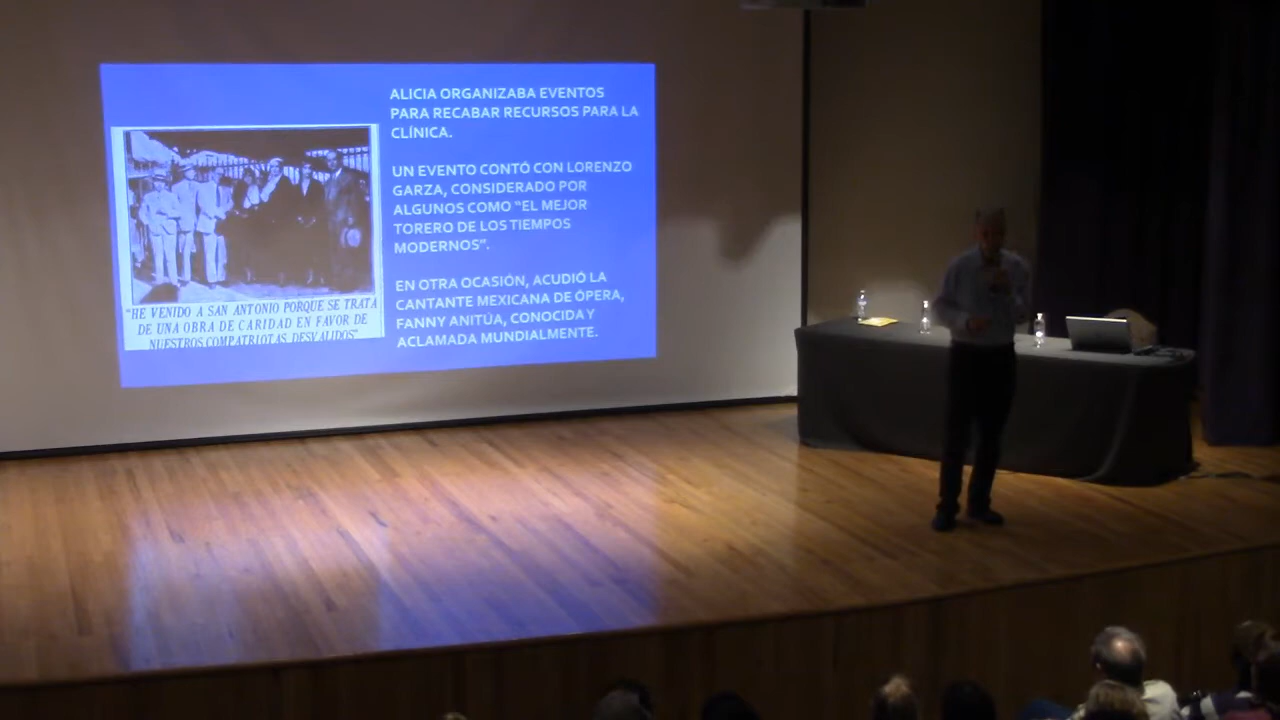 ALICIA ORGANIZABA EVENTOS
PARA RECABAR RECURSOS PARA LA
CLÍNICA.
UN EVENTO CONTÓ CON LORENZO
GARZA, CONSIDERADO POR
ALGUNOS COMO "EL MEJOR
TORERO DE LOS TIEMPOS
MODERNOS".
EN OTRA OCASIÓN, ACUDIÓ LA
CANTANTE MEXICANA DE ÓPERA,
FANNY ANITÚA, CONOCIDA Y
ACLAMADA MUNDIALMENTE.
"HE VENIDO A SAN ANTONIO PORQUE SE TRATA
DE UNA OBRA DE CARIDAD EN FAVOR DE
NUESTROS COMPATRIOTAS DESVALIDOS"